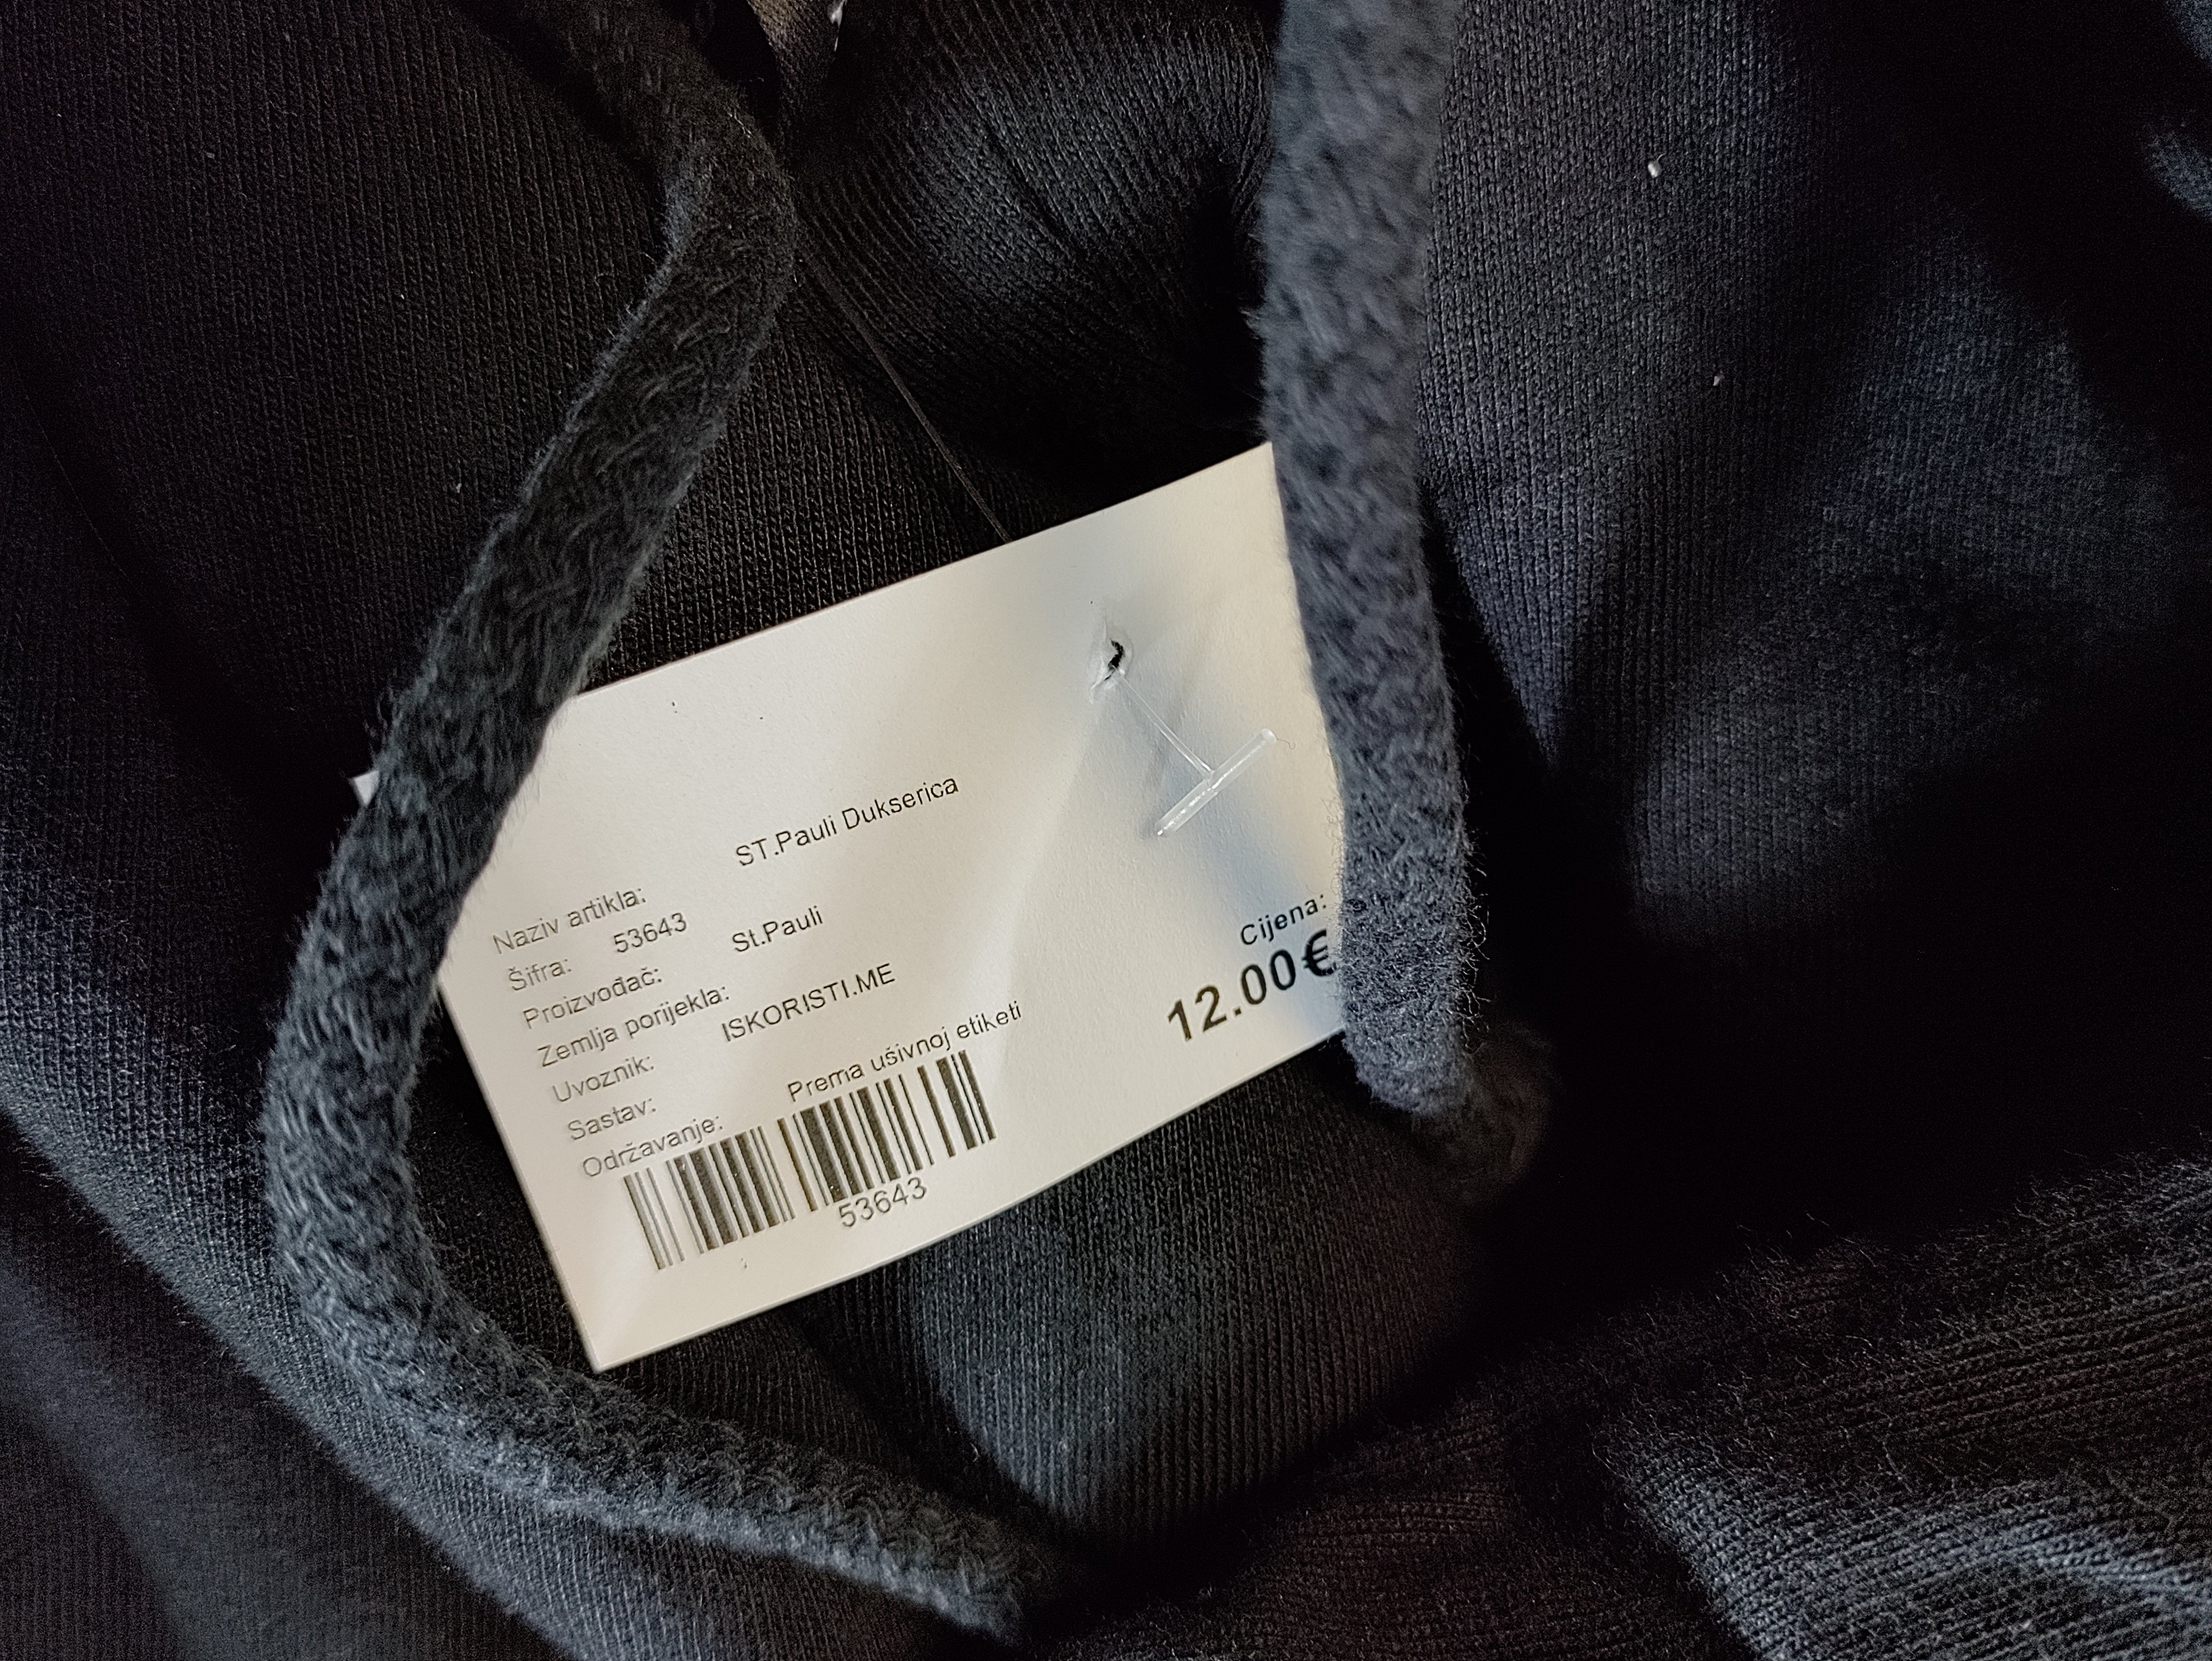 Naziv artikla: ST.Pauli Dukserica
Šifra: 53643
Proizvođač: St.Pauli
Zemlja porijekla:
Uvoznik: ISKORISTI.ME
Sastav:
Održavanje: Prema ušivnoj etiketi
53643
Cijena:
12.00€